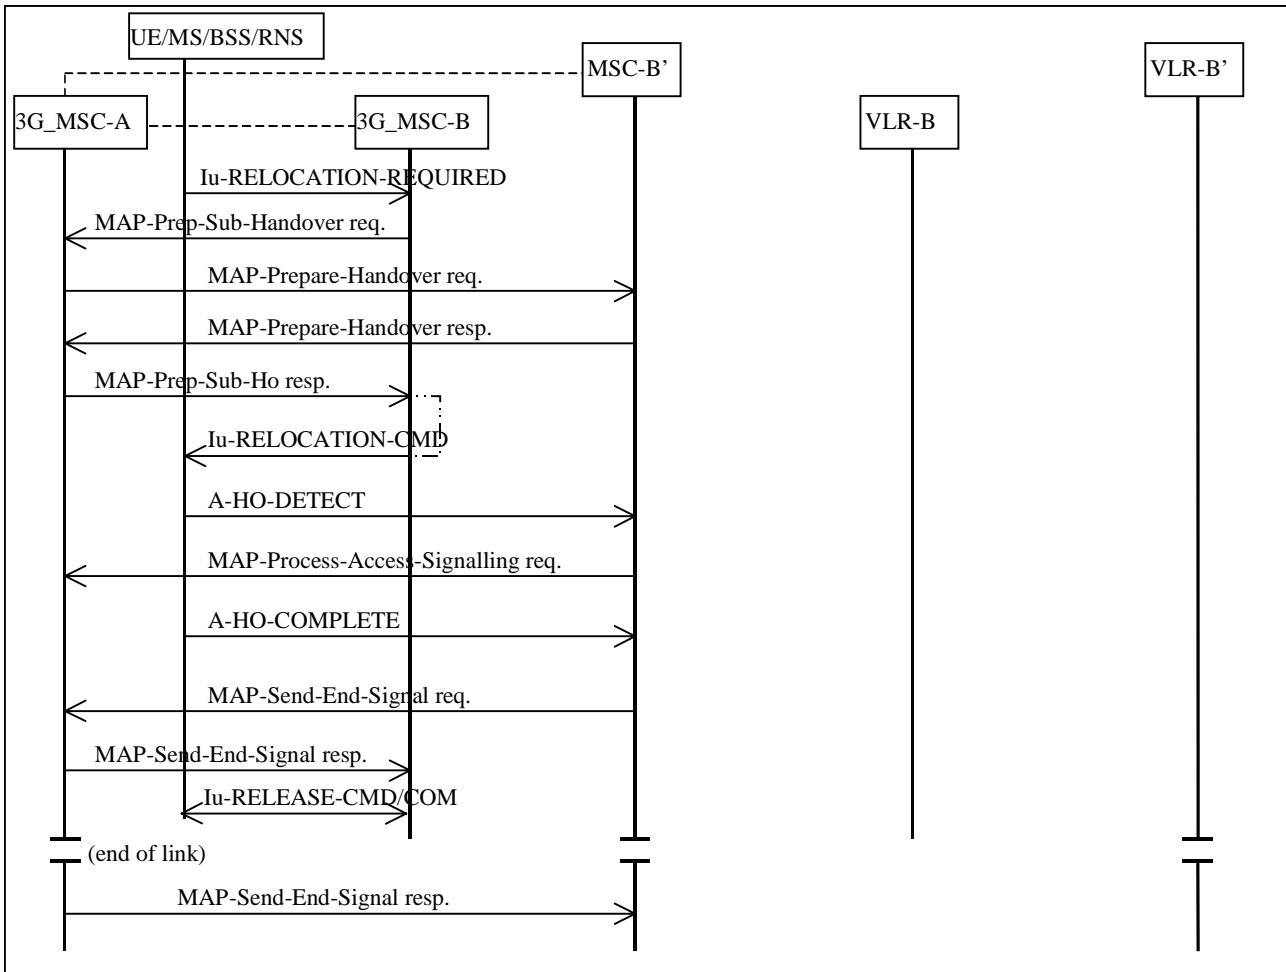 UE/MS/BSS/RNS
MSC-B’
VLR-B’
3G_MSC-A
3G_MSC-B
VLR-B
Iu-RELOCATION-REQUIRED
MAP-Prep-Sub-Handover req.
MAP-Prepare-Handover req.
MAP-Prepare-Handover resp.
MAP-Prep-Sub-Ho resp.
Iu-RELOCATION-CMD
A-HO-DETECT
MAP-Process-Access-Signalling req.
A-HO-COMPLETE
MAP-Send-End-Signal req.
MAP-Send-End-Signal resp.
Iu-RELEASE-CMD/COM
(end of link)
MAP-Send-End-Signal resp.